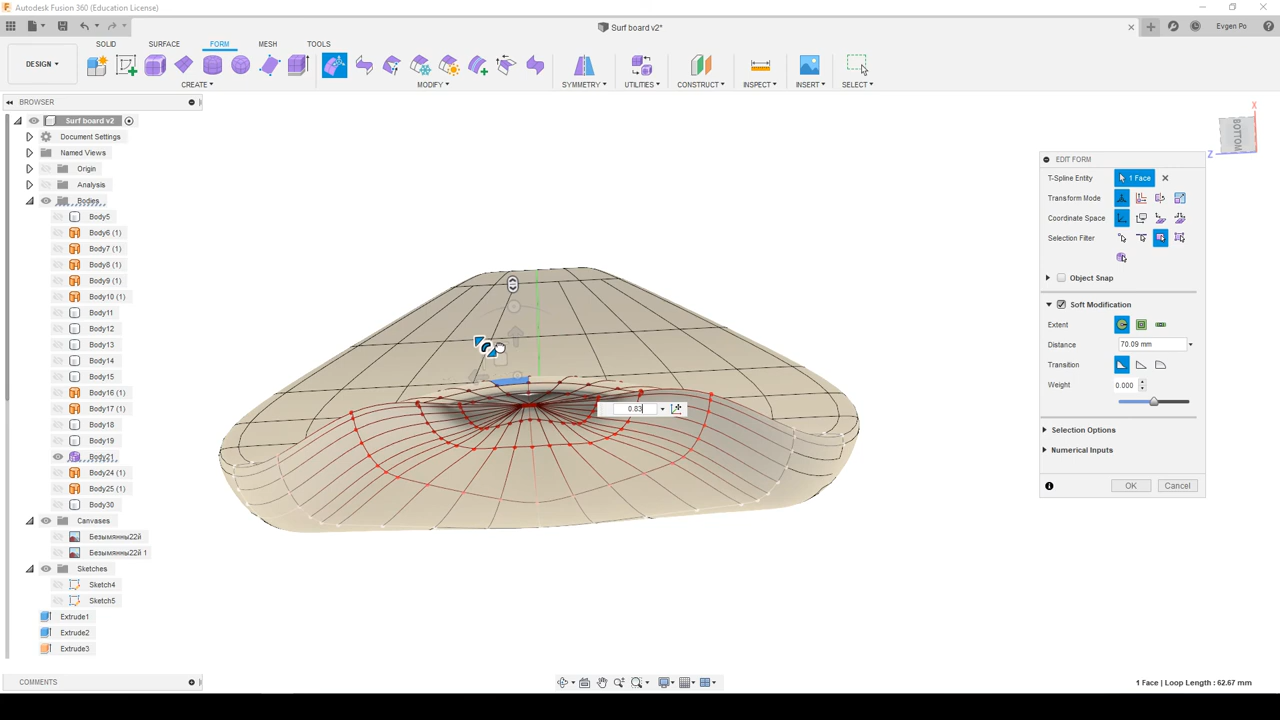 Autodesk Fusion 360 (Education License)
Surf board v2*
Evgen Po
DESIGN
SOLID SURFACE FORM MESH TOOLS
CREATE MODIFY SYMMETRY UTILITIES CONSTRUCT INSPECT INSERT SELECT
BROWSER
Surf board v2
Document Settings
Named Views
Origin
Analysis
Bodies
Body5
Body6 (1)
Body7 (1)
Body8 (1)
Body9 (1)
Body10 (1)
Body11
Body12
Body13
Body14
Body15
Body16 (1)
Body17 (1)
Body18
Body19
Body21
Body24 (1)
Body25 (1)
Body30
Canvases
Безымянны22й
Безымянны22й 1
Sketches
Sketch4
Sketch5
Extrude1
Extrude2
Extrude3
COMMENTS
0.83
X
BOTTOM
Z
EDIT FORM
T-Spline Entity 1 Face
Transform Mode
Coordinate Space
Selection Filter
Object Snap
Soft Modification
Extent
Distance 70.09 mm
Transition
Weight 0.000
Selection Options
Numerical Inputs
OK Cancel
1 Face | Loop Length : 62.67 mm